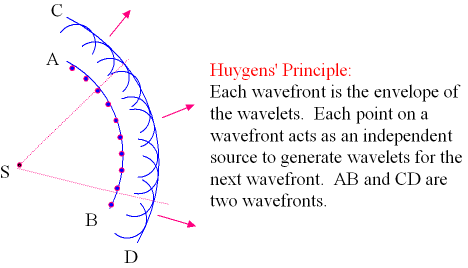 C
A
Huygens' Principle:
Each wavefront is the envelope of
the wavelets.  Each point on a
wavefront acts as an independent
source to generate wavelets for the
next wavefront.  AB and CD are
two wavefronts.
S
B
D